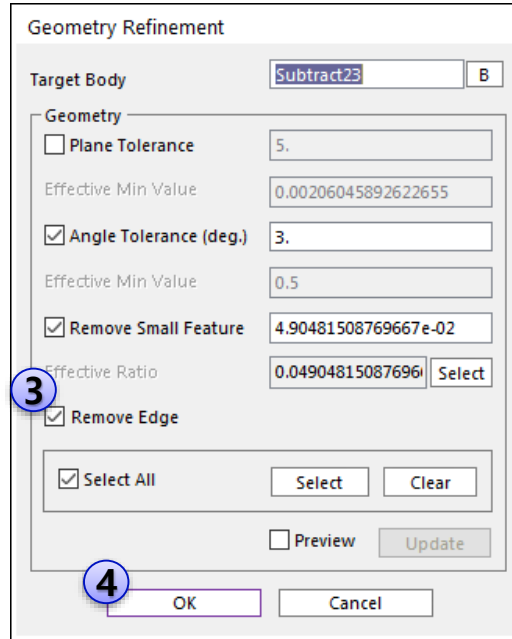 Geometry Refinement
Target Body Subtract23 B
Geometry
Plane Tolerance 5.
Effective Min Value 0.00206045892622655
Angle Tolerance (deg.) 3.
Effective Min Value 0.5
Remove Small Feature 4.90481508769667e-02
Effective Ratio 0.0490481508769 Select
3 Remove Edge
Select All Select Clear
Preview Update
4 OK Cancel